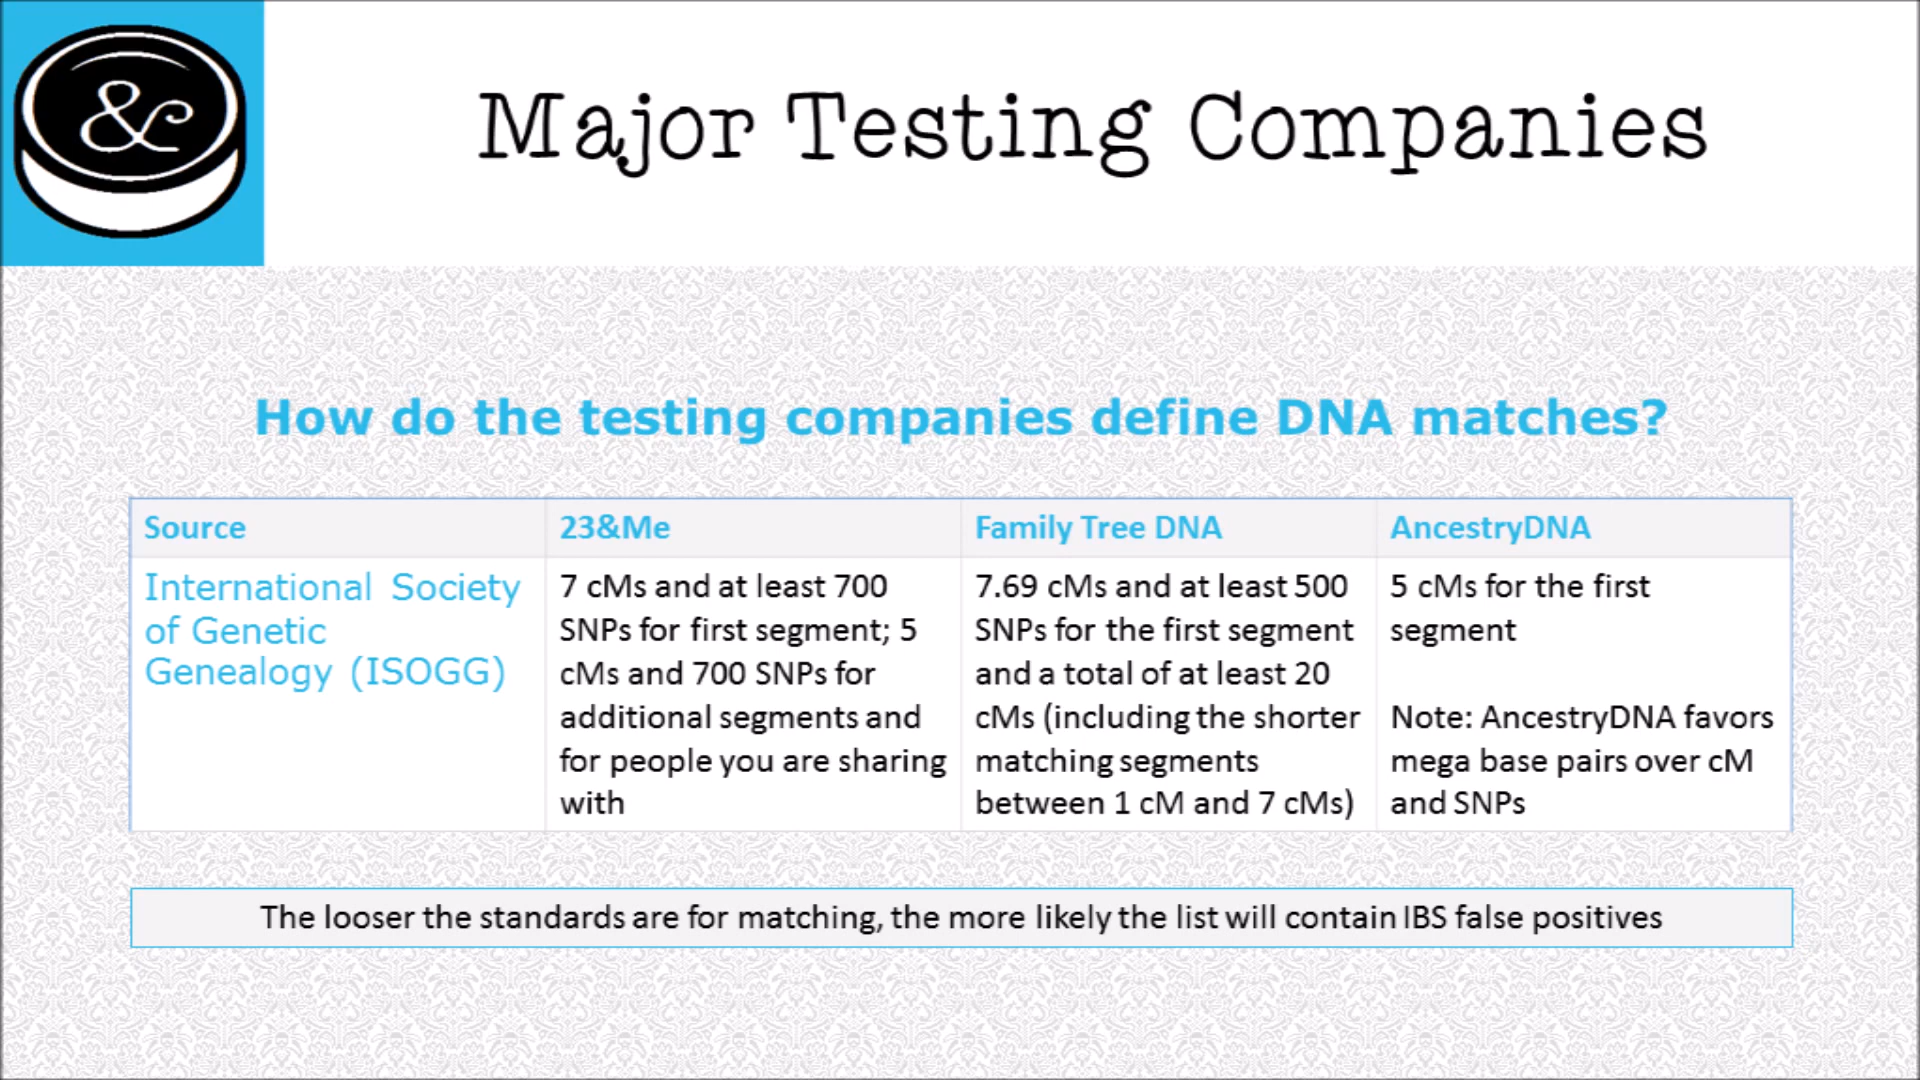 &
Major Testing Companies
How do the testing companies define DNA matches?
Source
23&Me
Family Tree DNA
AncestryDNA
International Society
of Genetic
Genealogy (ISOGG)
7 cMs and at least 700
SNPs for first segment; 5
cMs and 700 SNPs for
additional segments and
for people you are sharing
with
7.69 cMs and at least 500
SNPs for the first segment
and a total of at least 20
cMs (including the shorter
matching segments
between 1 cM and 7 cMs)
5 cMs for the first
segment
Note: AncestryDNA favors
mega base pairs over cM
and SNPs
The looser the standards are for matching, the more likely the list will contain IBS false positives